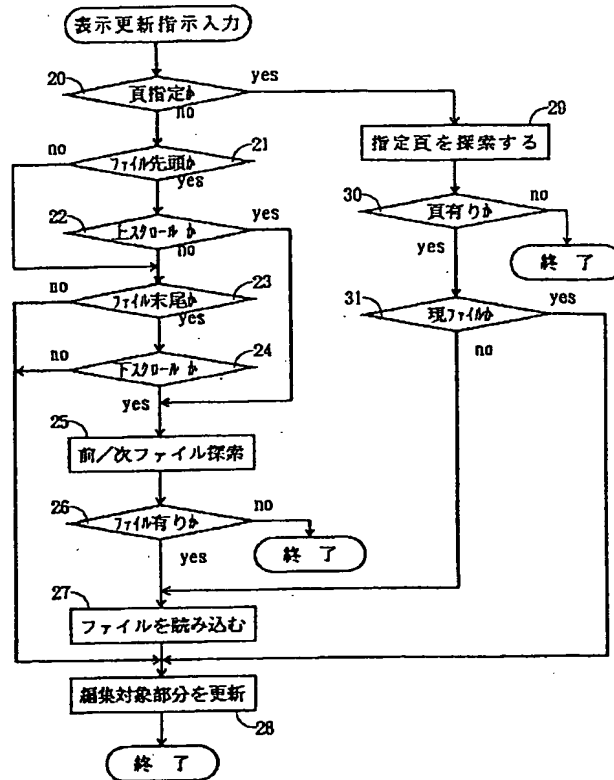 表示更新指示入力
20
頁指定か
yes
no
29
指定頁を探索する
no
ファイル先頭か
21
yes
30
頁有りか
no
yes
終 了
22
上スクロールか
yes
no
31
現ファイルか
yes
no
no
ファイル末尾か
23
yes
no
下スクロールか
24
yes
25
前/次ファイル探索
26
ファイル有りか
no
yes
終 了
27
ファイルを読み込む
編集対象部分を更新
28
終 了